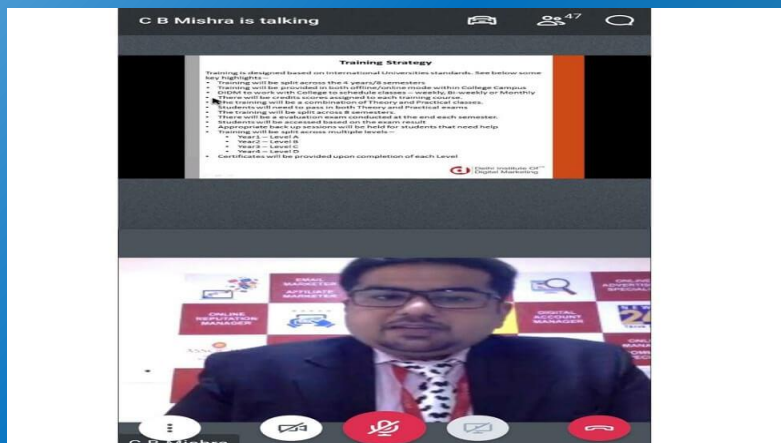 C B Mishra is talking
47
Training Strategy
Training is designed based on International Universities standards. See below some
key highlights –
• Training will be split across the 4 years/8 semesters
• Training will be provided in both offline/online mode within College Campus
• DIDM to work with College to schedule classes – weekly, Bi-weekly or Monthly
• There will be credits scores assigned to each training course.
• The training will be a combination of Theory and Practical classes.
• Students will need to pass in both Theory and Practical exams
• The training will be split across 8 semesters.
• There will be a evaluation exam conducted at the end each semester.
• Students will be accessed based on the exam result
• Appropriate back up sessions will be held for students that need help
• Training will be split across multiple levels –
• Year1 – Level A
• Year2 – Level B
• Year3 – Level C
• Year4 – Level D
• Certificates will be provided upon completion of each Level
Delhi Institute Of
Digital Marketing
EMAIL
MARKETER
AFFILIATE
MARKETER
ONLINE
REPUTATION
MANAGER
DIGITAL
ACCOUNT
MANAGER
ONLINE
24
C B Mishra